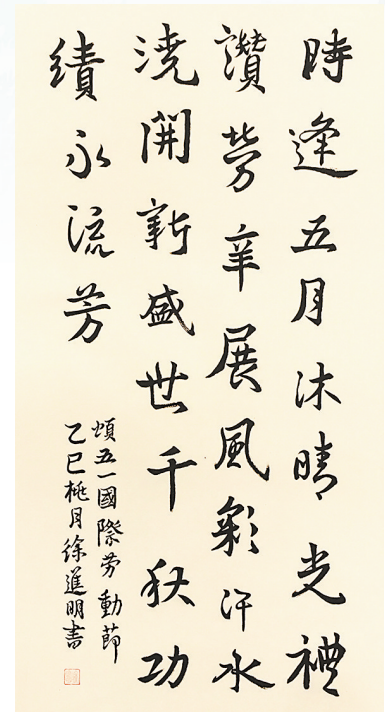 時逢五月沐晴光禮
讚勞辛展風彩汗水
澆開新盛世千秋功
績永流芳
頌五一國際劳動節
乙巳桃月徐進明書